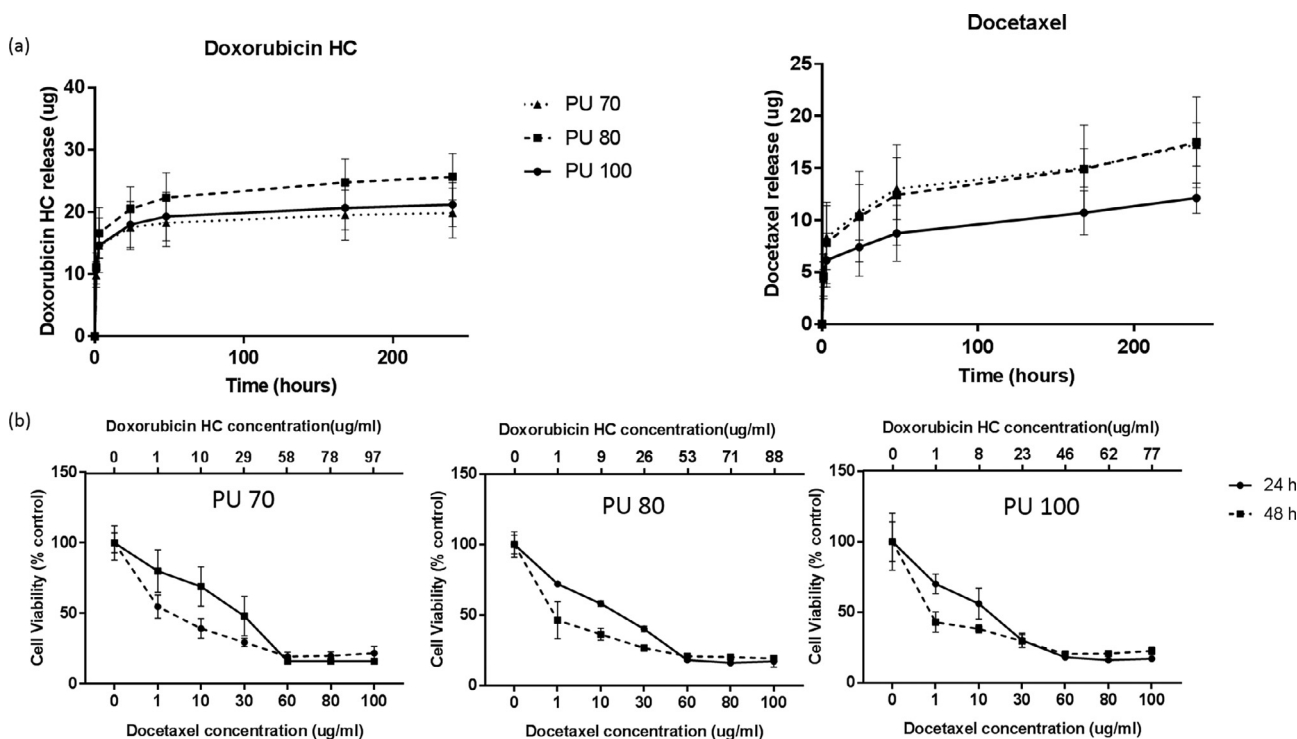 (a)
Doxorubicin HC
Doxorubicin HC release (ug)
40
30
20
10
0
0
100
200
Time (hours)
PU 70
PU 80
PU 100
Docetaxel
Docetaxel release (ug)
25
20
15
10
5
0
0
100
200
Time (hours)
(b)
Doxorubicin HC concentration(ug/ml)
0 1 10 29 58 78 97
PU 70
Cell Viability (% control)
150
100
50
0
0 1 10 30 60 80 100
Docetaxel concentration (ug/ml)
Doxorubicin HC concentration(ug/ml)
0 1 9 26 53 71 88
PU 80
Cell Viability (% control)
150
100
50
0
0 1 10 30 60 80 100
Docetaxel concentration (ug/ml)
Doxorubicin HC concentration(ug/ml)
0 1 8 23 46 62 77
PU 100
Cell Viability (% control)
150
100
50
0
0 1 10 30 60 80 100
Docetaxel concentration (ug/ml)
24 h
48 h